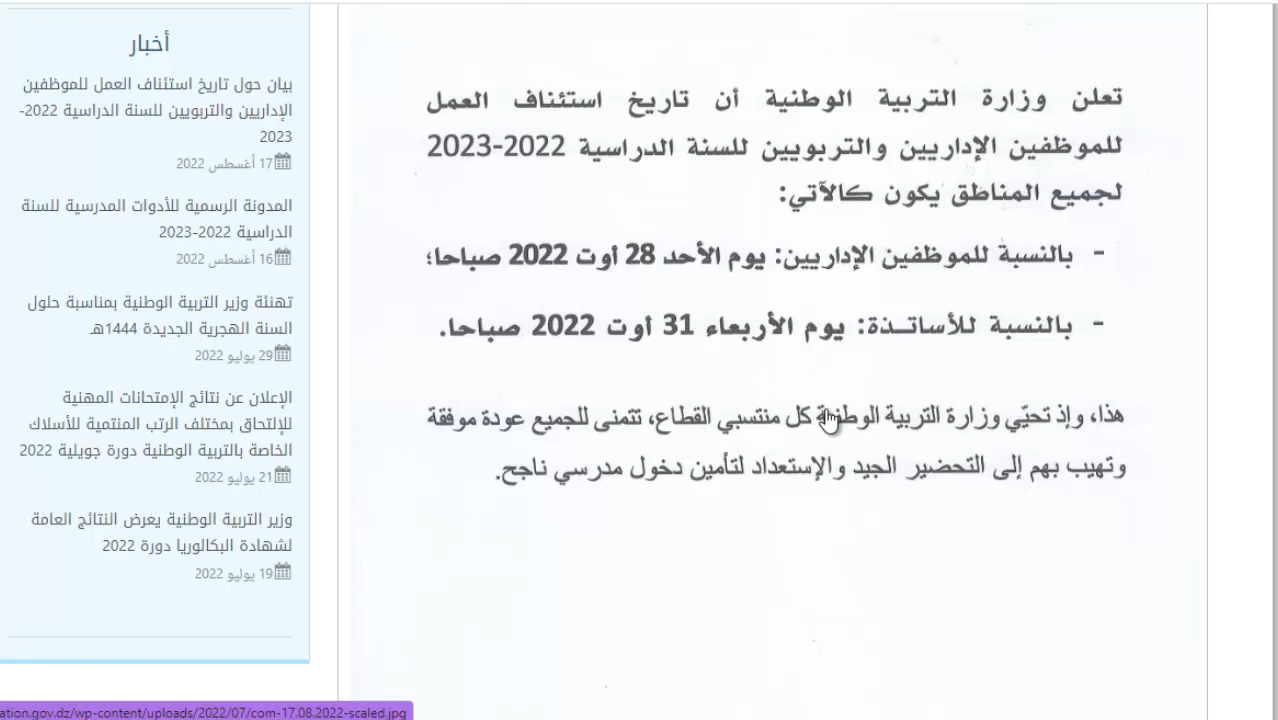 تعلن وزارة التربية الوطنية أن تاريخ استئناف العمل
للموظفين الإداريين والتربويين للسنة الدراسية 2022-2023
لجميع المناطق يكون كالآتي:
- بالنسبة للموظفين الإداريين: يوم الأحد 28 أوت 2022 صباحا؛
- بالنسبة للأساتذة: يوم الأربعاء 31 أوت 2022 صباحا.
هذا، وإذ تحيّي وزارة التربية الوطنية كل منتسبي القطاع، تتمنى للجميع عودة موفقة
وتهيب بهم إلى التحضير الجيد والإستعداد لتأمين دخول مدرسي ناجح.
أخبار
بيان حول تاريخ استئناف العمل للموظفين
الإداريين والتربويين للسنة الدراسية 2022-
2023
17 أغسطس 2022
المدونة الرسمية للأدوات المدرسية للسنة
الدراسية 2022-2023
16 أغسطس 2022
تهنئة وزير التربية الوطنية بمناسبة حلول
السنة الهجرية الجديدة 1444هـ
29 يوليو 2022
الإعلان عن نتائج الإمتحانات المهنية
للإلتحاق بمختلف الرتب المنتمية للأسلاك
الخاصة بالتربية الوطنية دورة جويلية 2022
21 يوليو 2022
وزير التربية الوطنية يعرض النتائج العامة
لشهادة البكالوريا دورة 2022
19 يوليو 2022
ation.gov.dz/wp-content/uploads/2022/07/com-17.08.2022-scaled.jpg